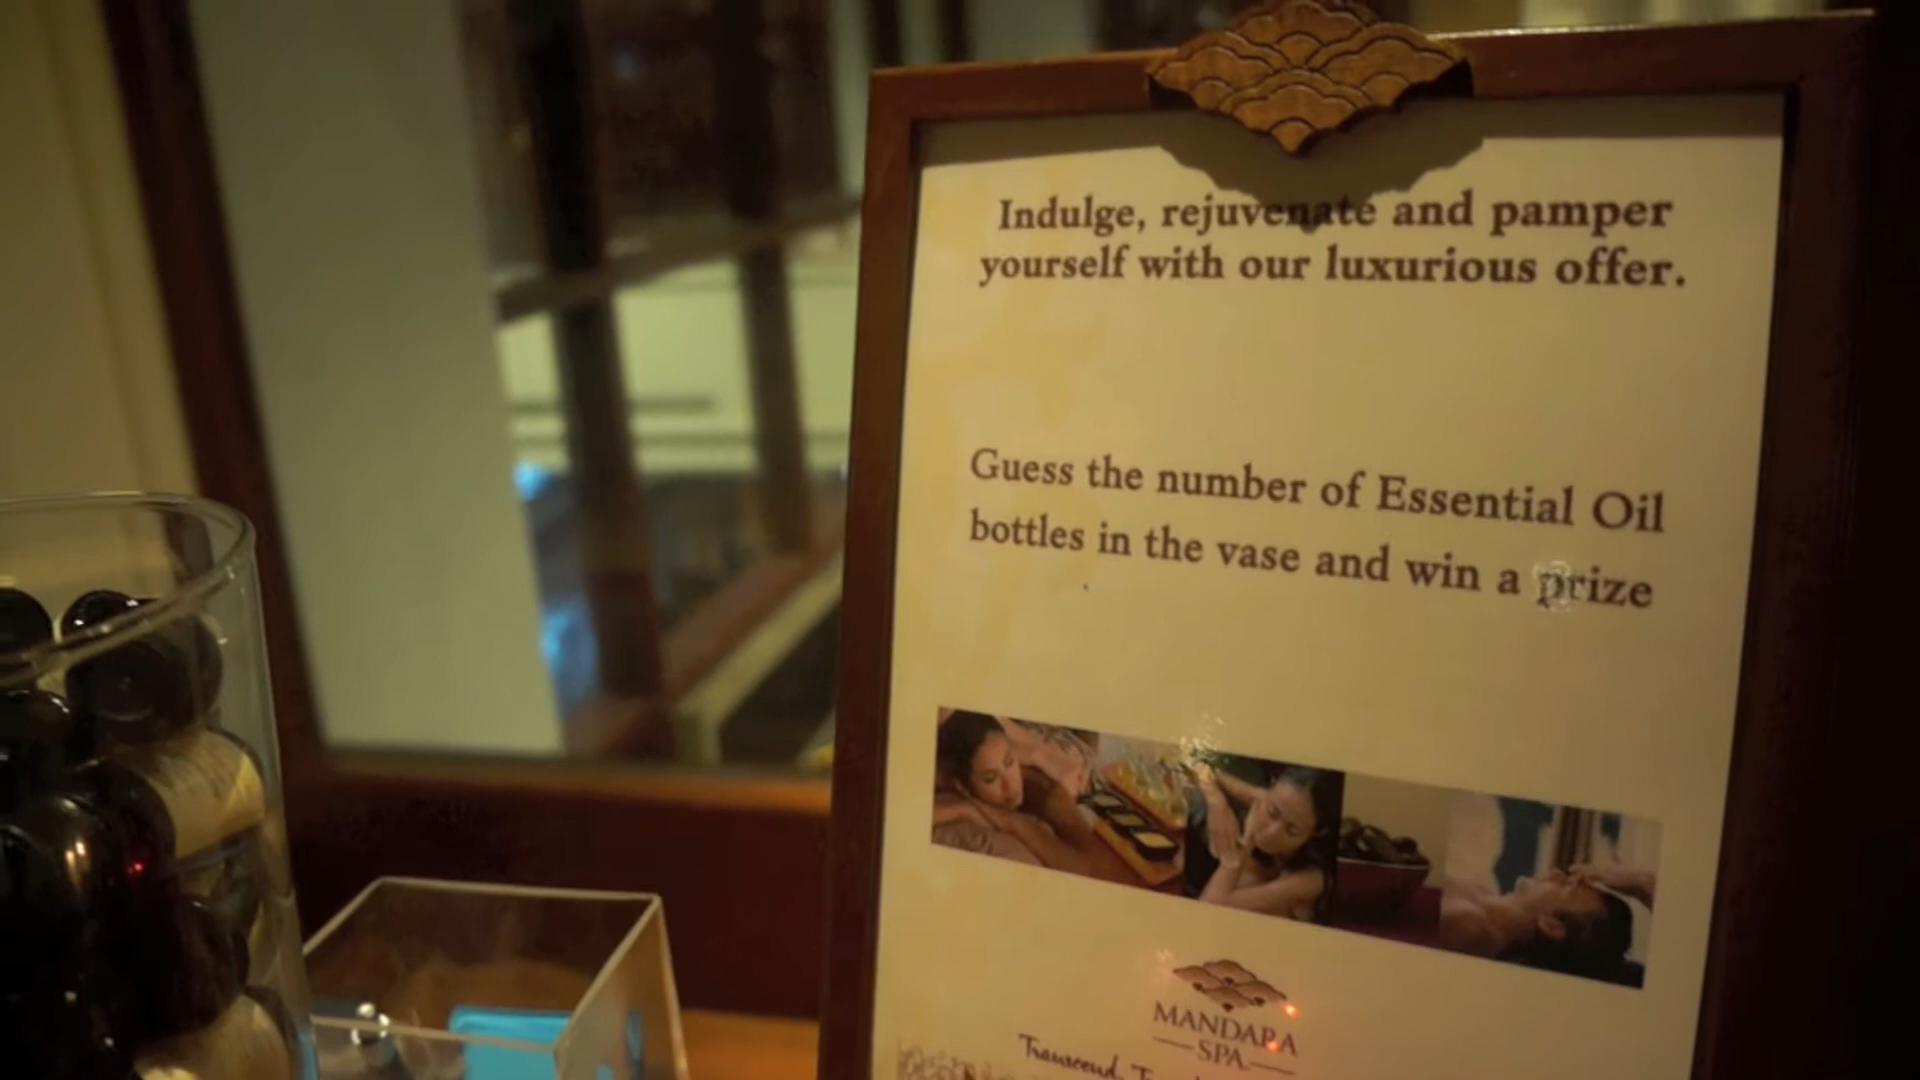 Indulge, rejuvenate and pamper
yourself with our luxurious offer.
Guess the number of Essential Oil
bottles in the vase and win a prize
MANDARA
SPA
Transcend